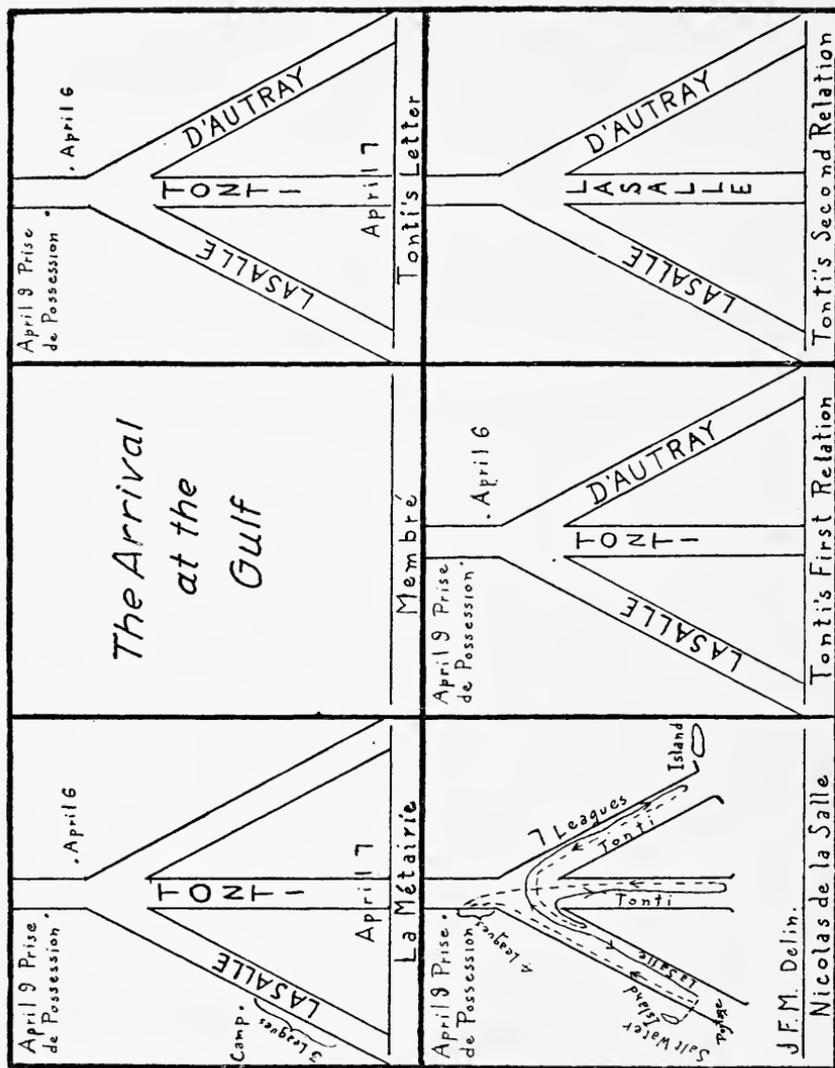 April 9 Prise
de Possession.
. April 6
LASALLE
TONTI
Camp.
3 Leagues
April 7
La Métairie
The Arrival
at the
Gulf
Membré
April 9 Prise
de Possession.
. April 6
LASALLE
TONTI
D'AUTRAY
April 7
Tonti's Letter
April 9 Prise.
de Possession
4 Leagues
7 Leagues
Tonti
Tonti
LaSalle
Island
Island
Salt Water
J.F.M. Delin.
Nicolas de la Salle
April 9 Prise
de Possession.
. April 6
LASALLE
TONTI
D'AUTRAY
Tonti's First Relation
LASALLE
LASALLE
D'AUTRAY
Tonti's Second Relation